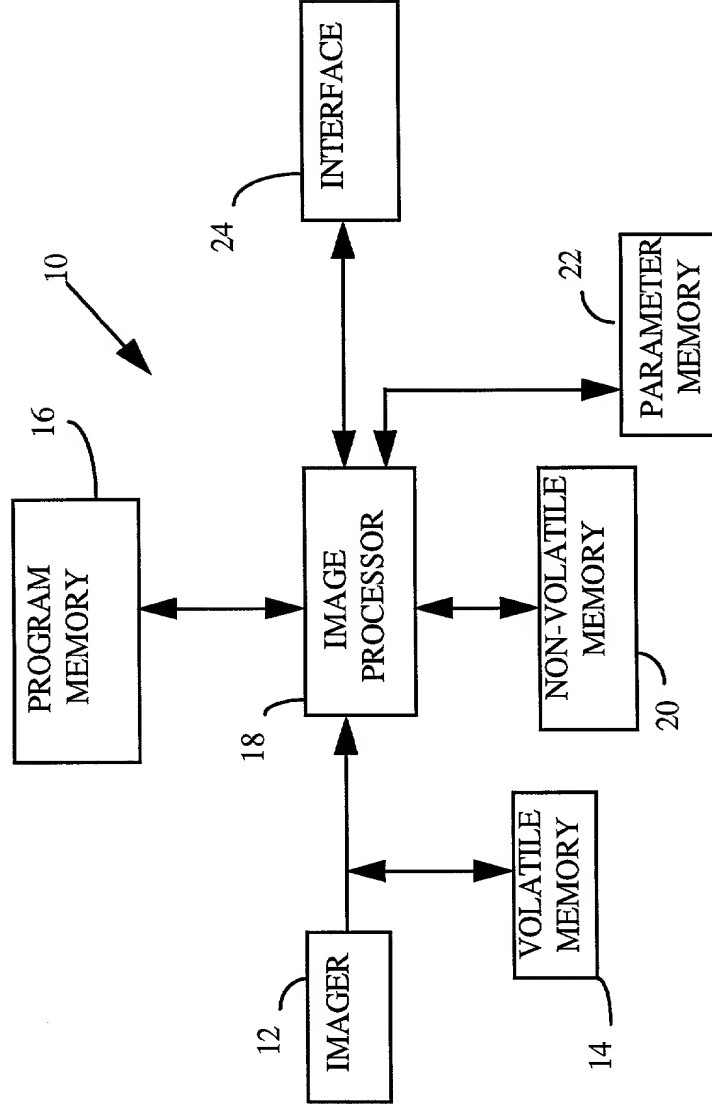 10
16
PROGRAM
MEMORY
12
IMAGER
18
IMAGE
PROCESSOR
24
INTERFACE
14
VOLATILE
MEMORY
20
NON-VOLATILE
MEMORY
22
PARAMETER
MEMORY